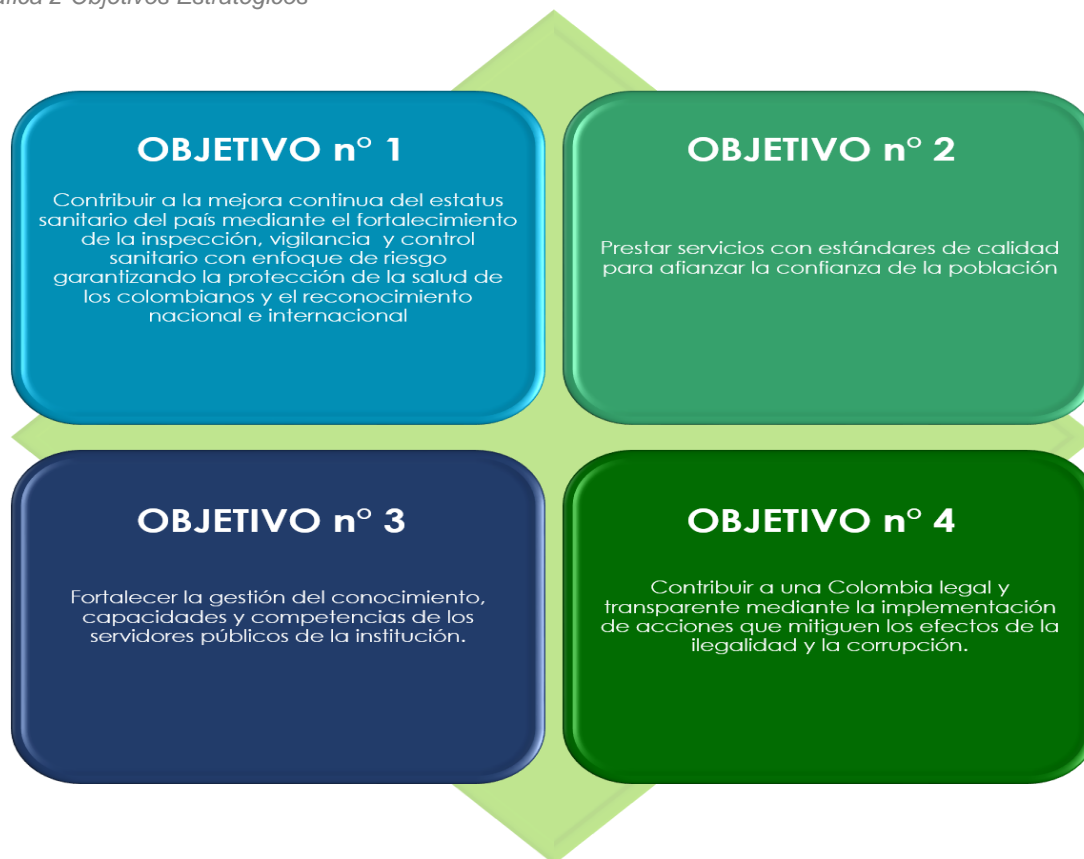 2 Objetivos Estratégicos
OBJETIVO n° 1
Contribuir a la mejora continua del estatus
sanitario del país mediante el fortalecimiento
de la inspección, vigilancia y control
sanitario con enfoque de riesgo
garantizando la protección de la salud de
los colombianos y el reconocimiento
nacional e internacional
OBJETIVO n° 2
Prestar servicios con estándares de calidad
para afianzar la confianza de la población
OBJETIVO n° 3
Fortalecer la gestión del conocimiento,
capacidades y competencias de los
servidores públicos de la institución.
OBJETIVO n° 4
Contribuir a una Colombia legal y
transparente mediante la implementación
de acciones que mitiguen los efectos de la
ilegalidad y la corrupción.